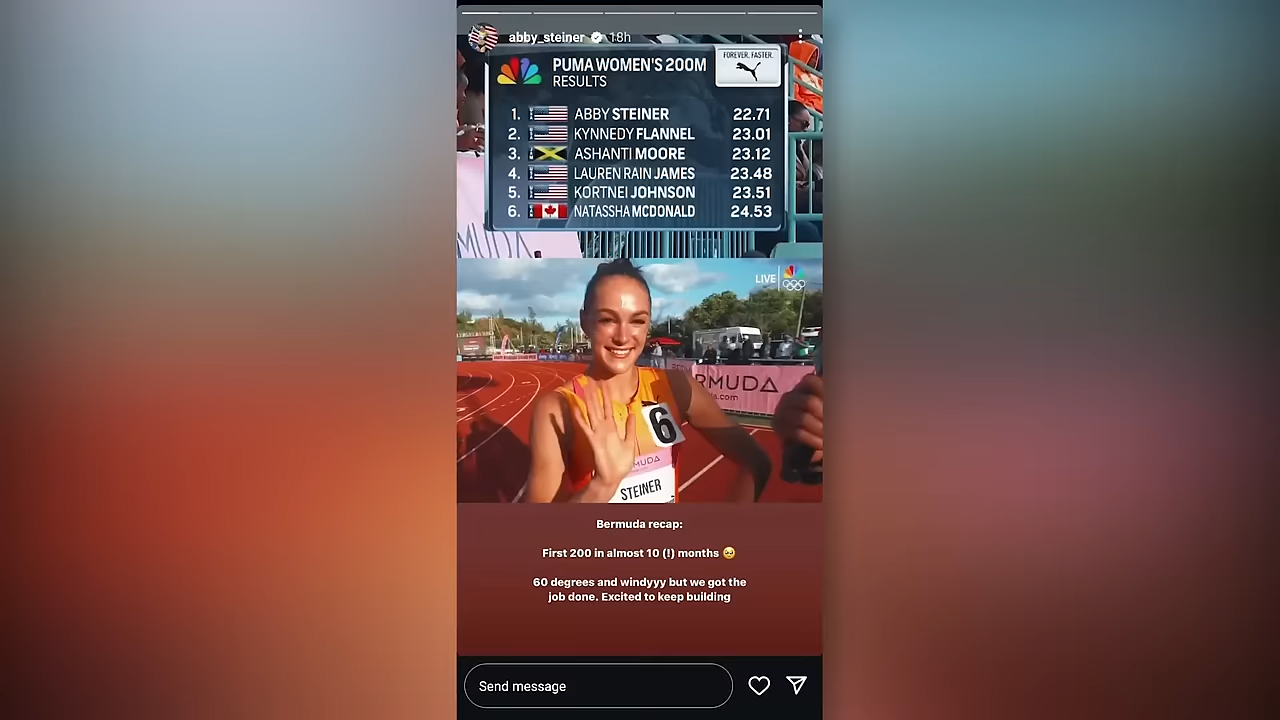 abby_steiner 18h
PUMA WOMEN'S 200M
RESULTS
FOREVER. FASTER.
1. ABBY STEINER 22.71
2. KYNNEDY FLANNEL 23.01
3. ASHANTI MOORE 23.12
4. LAUREN RAIN JAMES 23.48
5. KORTNEI JOHNSON 23.51
6. NATASSHA MCDONALD 24.53
MUDA
LIVE
RMUDA
.com
6
MUDA
STEINER
Bermuda recap:
First 200 in almost 10 (!) months 🥹
60 degrees and windyyy but we got the
job done. Excited to keep building
Send message